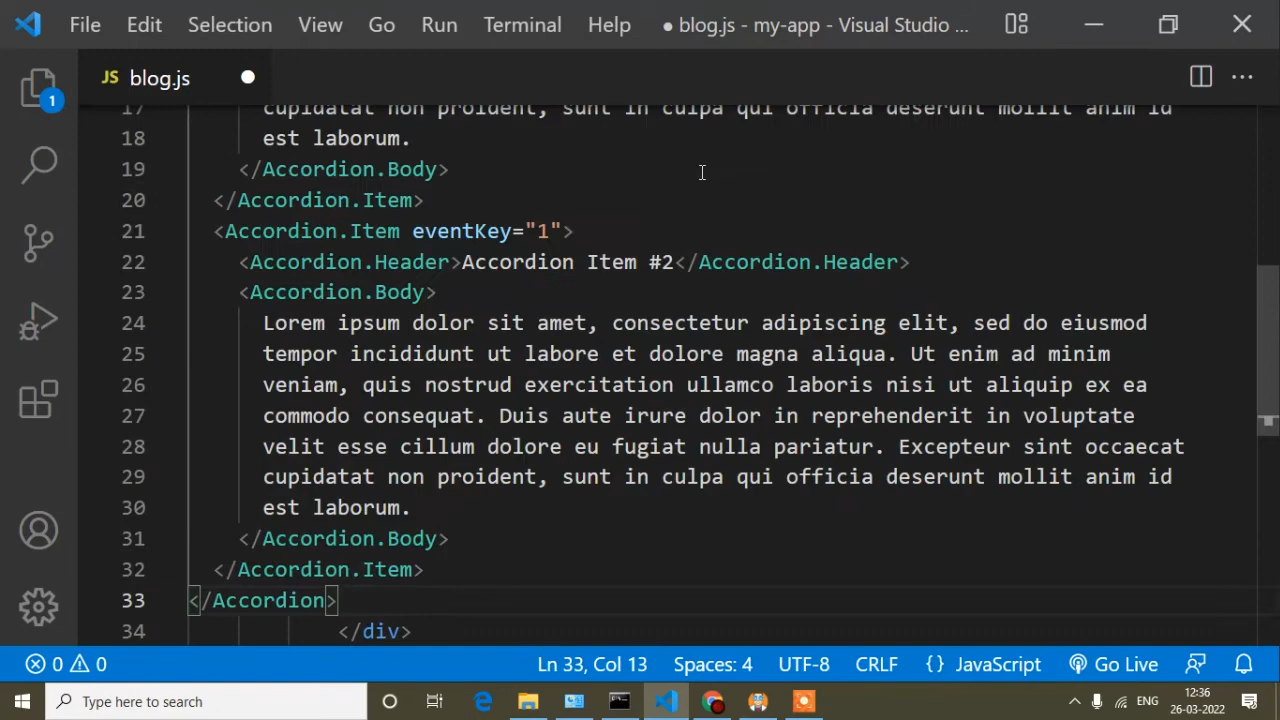 File Edit Selection View Go Run Terminal Help ● blog.js - my-app - Visual Studio ...
JS blog.js
1
17 cupidatat non proident, sunt in culpa qui officia deserunt mollit anim id
18 est laborum.
19 </Accordion.Body>
20 </Accordion.Item>
21 <Accordion.Item eventKey="1">
22 <Accordion.Header>Accordion Item #2</Accordion.Header>
23 <Accordion.Body>
24 Lorem ipsum dolor sit amet, consectetur adipiscing elit, sed do eiusmod
25 tempor incididunt ut labore et dolore magna aliqua. Ut enim ad minim
26 veniam, quis nostrud exercitation ullamco laboris nisi ut aliquip ex ea
27 commodo consequat. Duis aute irure dolor in reprehenderit in voluptate
28 velit esse cillum dolore eu fugiat nulla pariatur. Excepteur sint occaecat
29 cupidatat non proident, sunt in culpa qui officia deserunt mollit anim id
30 est laborum.
31 </Accordion.Body>
32 </Accordion.Item>
33 </Accordion>
34 </div>
0 0 Ln 33, Col 13 Spaces: 4 UTF-8 CRLF {} JavaScript Go Live
Type here to search ENG 12:36
26-03-2022